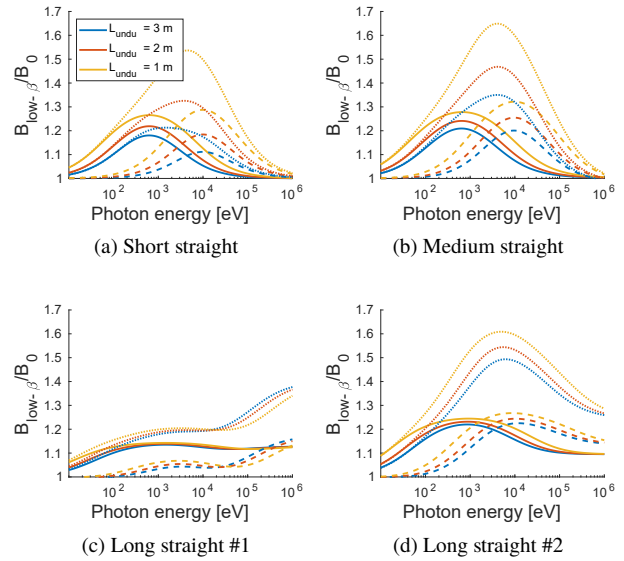 1.7
1.6
1.5
1.4
1.3
1.2
1.1
1
B_low- β/B_0
L_undu = 3 m
L_undu = 2 m
L_undu = 1 m
10^2 10^3 10^4 10^5 10^6
Photon energy [eV]
(a) Short straight
1.7
1.6
1.5
1.4
1.3
1.2
1.1
1
B_low- β/B_0
10^2 10^3 10^4 10^5 10^6
Photon energy [eV]
(b) Medium straight
1.7
1.6
1.5
1.4
1.3
1.2
1.1
1
B_low- β/B_0
10^2 10^3 10^4 10^5 10^6
Photon energy [eV]
(c) Long straight #1
1.7
1.6
1.5
1.4
1.3
1.2
1.1
1
B_low- β/B_0
10^2 10^3 10^4 10^5 10^6
Photon energy [eV]
(d) Long straight #2